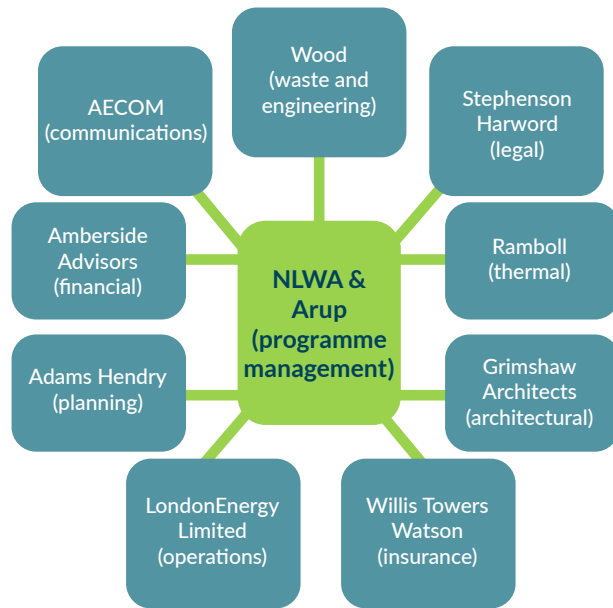 Wood
(waste and
engineering)
AECOM
(communications)
Stephenson
Harword
(legal)
Amberside
Advisors
(financial)
NLWA &
Arup
(programme
management)
Ramboll
(thermal)
Adams Hendry
(planning)
Grimshaw
Architects
(architectural)
LondonEnergy
Limited
(operations)
Willis Towers
Watson
(insurance)